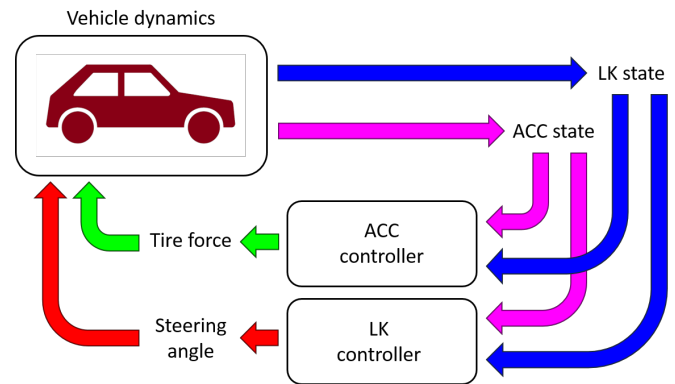 Vehicle dynamics
LK state
ACC state
Tire force
ACC
controller
Steering
angle
LK
controller